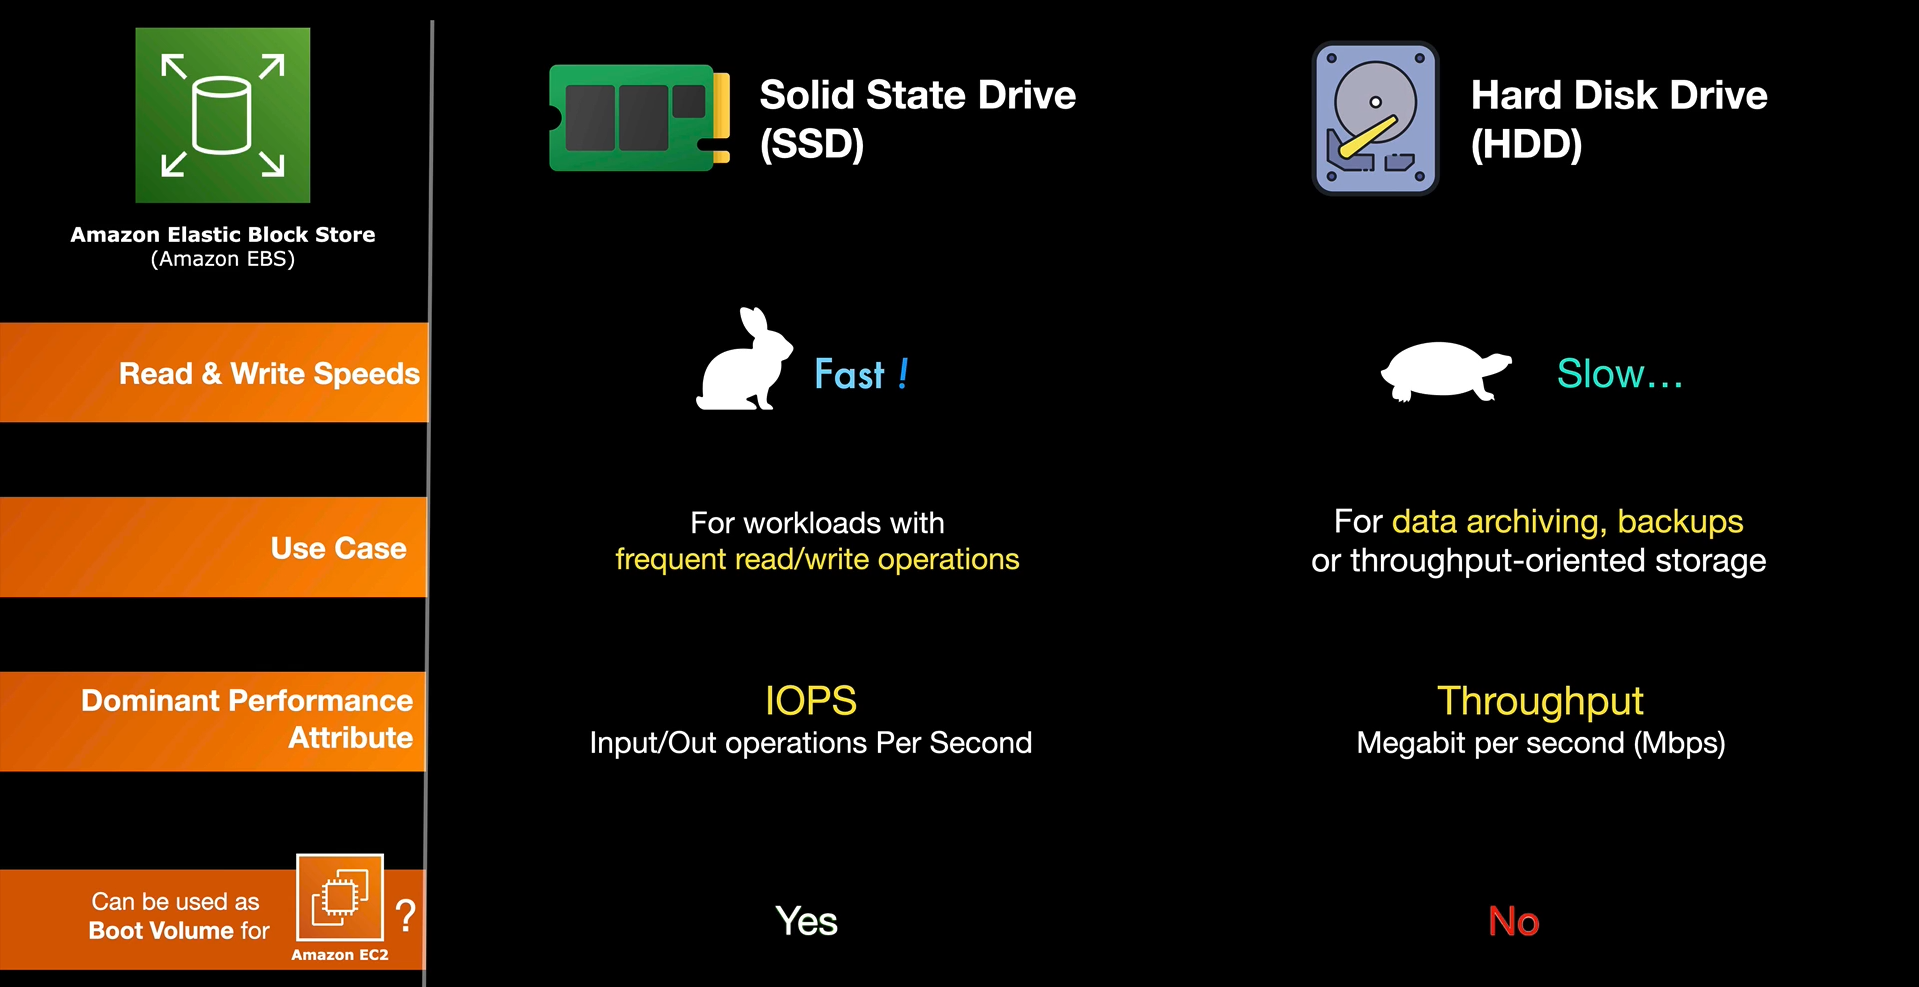 Amazon Elastic Block Store
(Amazon EBS)
Solid State Drive
(SSD)
Hard Disk Drive
(HDD)
Read & Write Speeds
Fast !
Slow...
Use Case
For workloads with
frequent read/write operations
For data archiving, backups
or throughput-oriented storage
Dominant Performance
Attribute
IOPS
Input/Out operations Per Second
Throughput
Megabit per second (Mbps)
Can be used as
Boot Volume for
Amazon EC2
?
Yes
No